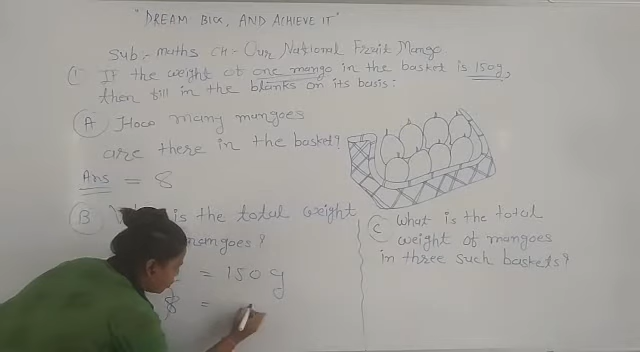 "DREAM BIG, AND ACHIEVE IT"
Sub:- Maths CH- Our National Fruit Mango
① If the weight of one mango in the basket is 150g,
then fill in the blanks on its basis:
Ⓐ How many mangoes
are there in the basket?
Ans = 8
Ⓑ is the total weight
mangoes?
= 150 g
8 =
Ⓒ What is the total
weight of mangoes
in three such baskets?